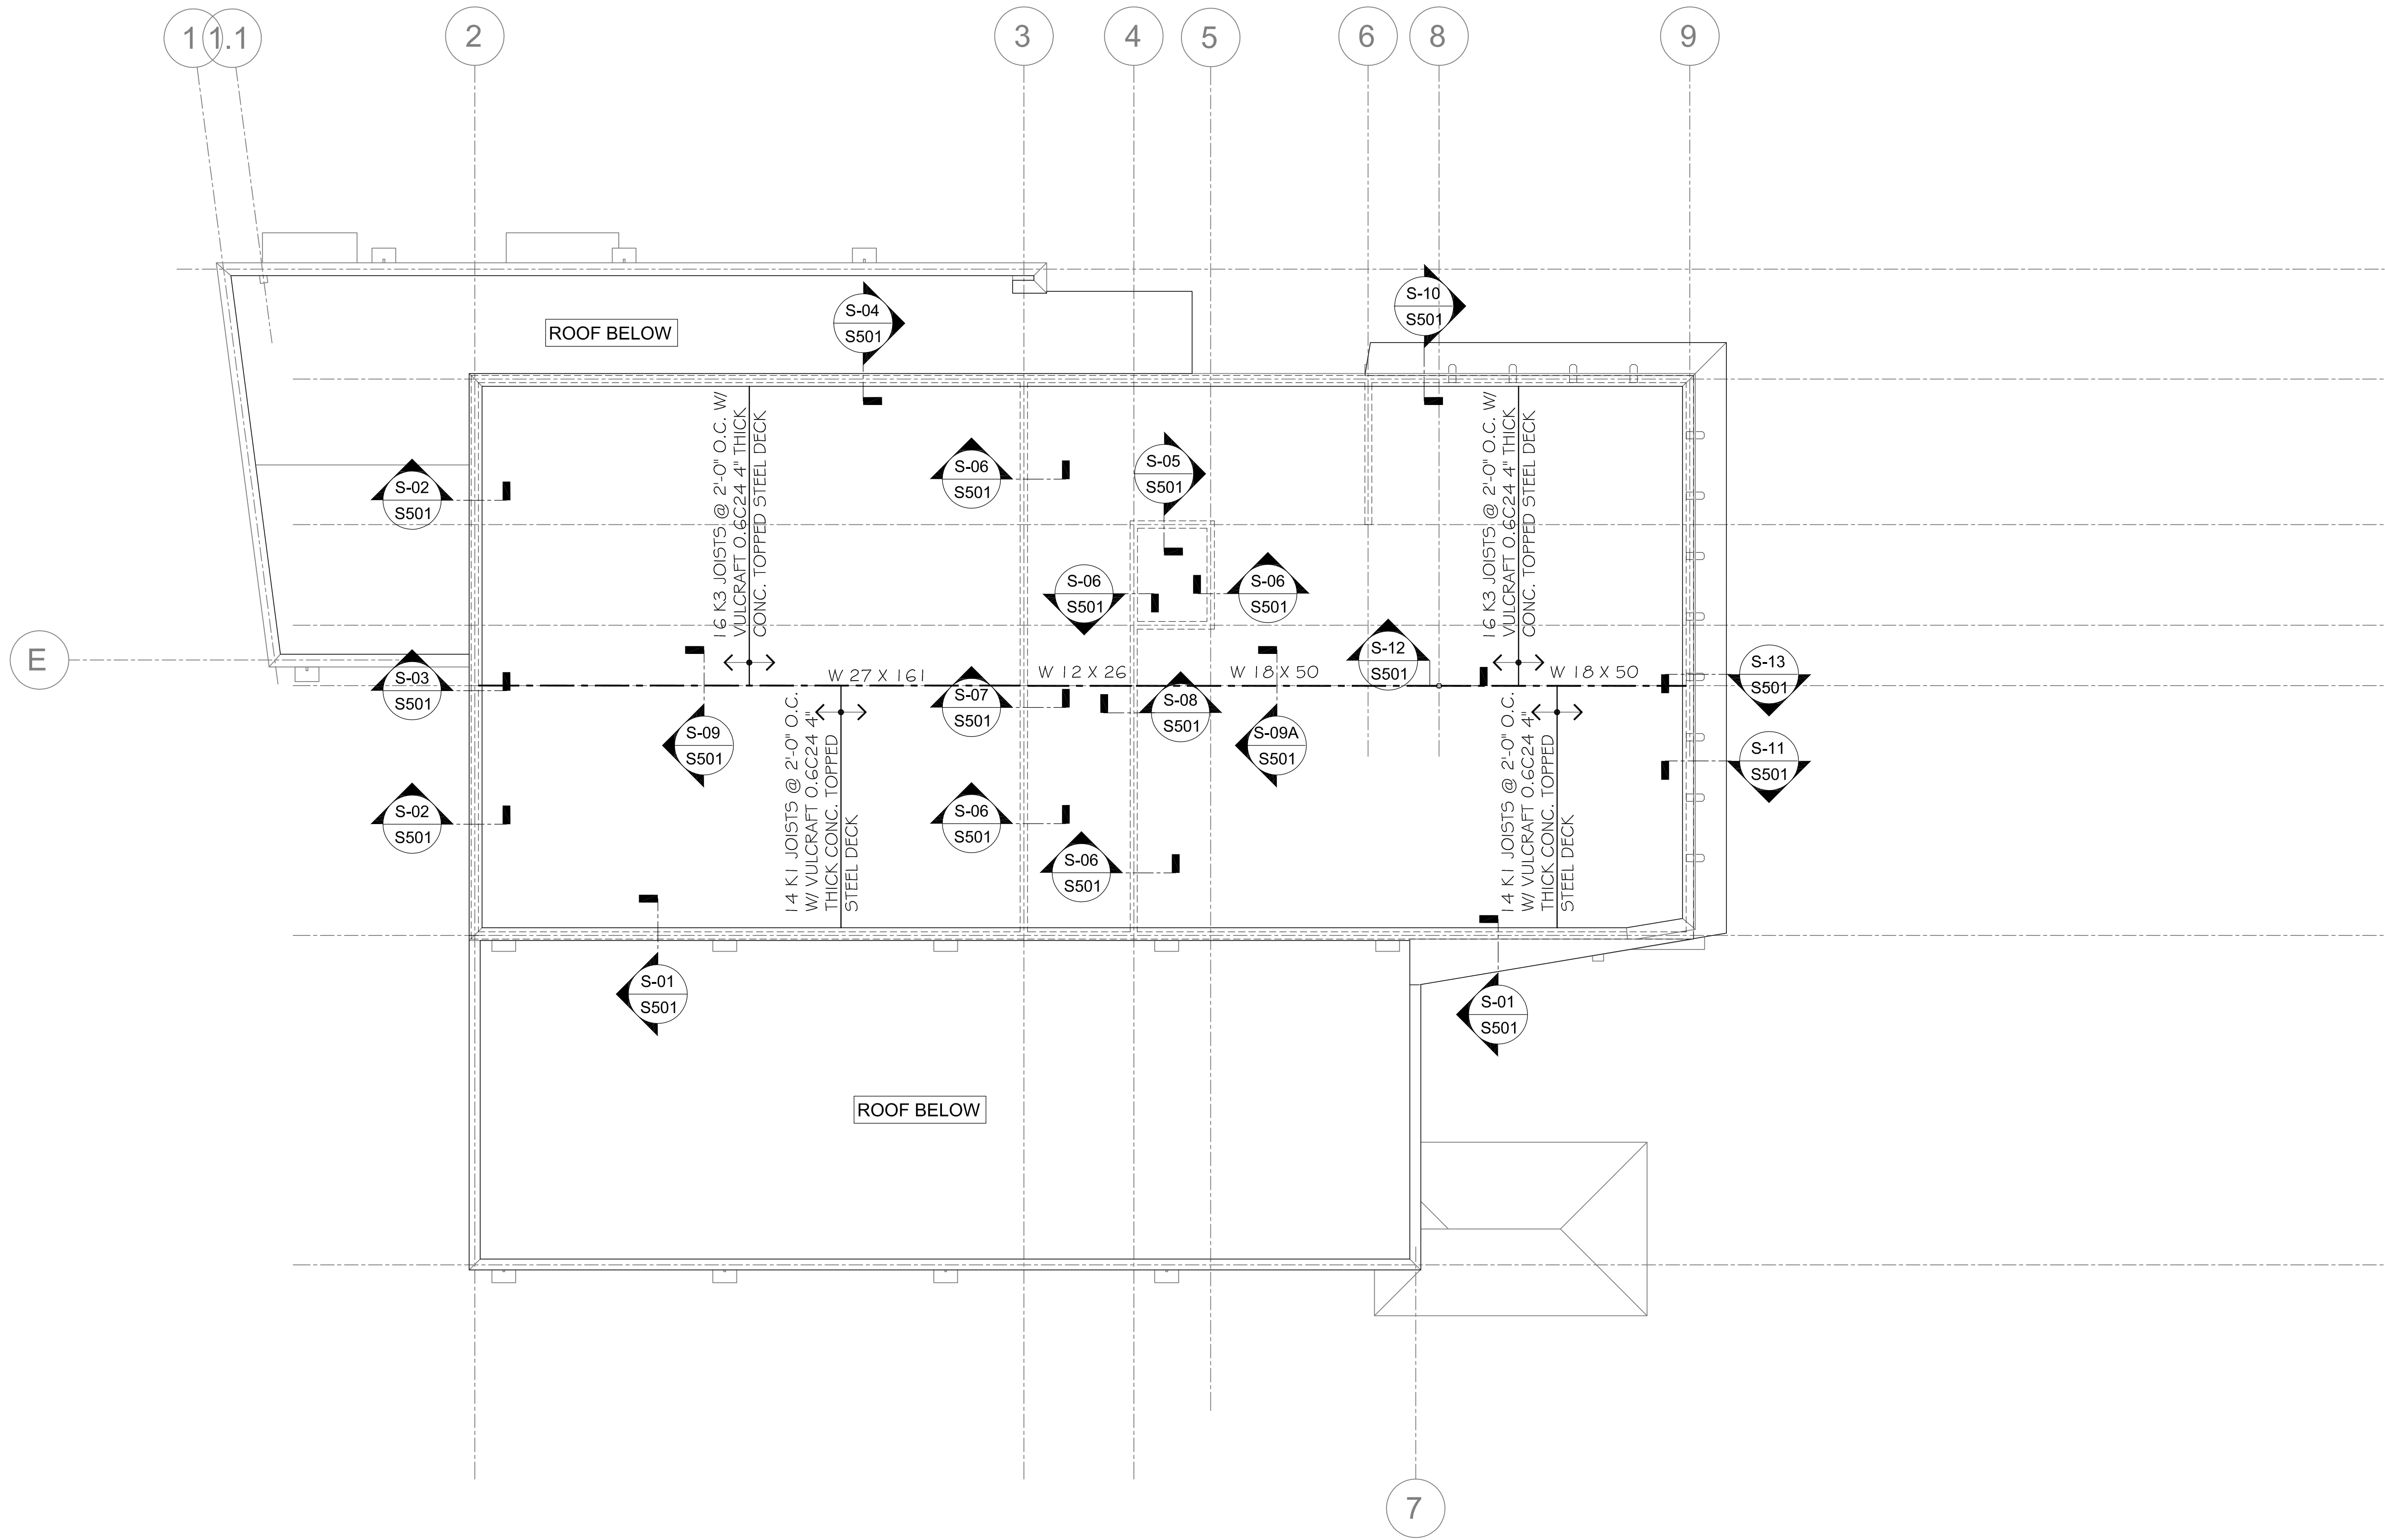 1
1.1
2
3
4
5
6
8
9
S-10
S501
S-04
S501
ROOF BELOW
16 K3 JOISTS @ 2'-0" O.C. W/
VULCRAFT 0.6C24 4" THICK
CONC. TOPPED STEEL DECK
16 K3 JOISTS @ 2'-0" O.C. W/
VULCRAFT 0.6C24 4" THICK
CONC. TOPPED STEEL DECK
S-02
S501
S-06
S501
S-05
S501
S-06
S501
S-06
S501
E
S-03
S501
W 27 X 161
W 12 X 26
W 18 X 50
S-12
S501
W 18 X 50
S-13
S501
S-07
S501
S-08
S501
S-09
S501
S-09A
S501
S-11
S501
14 K1 JOISTS @ 2'-0" O.C.
W/ VULCRAFT 0.6C24 4"
THICK CONC. TOPPED
STEEL DECK
14 K1 JOISTS @ 2'-0" O.C.
W/ VULCRAFT 0.6C24 4"
THICK CONC. TOPPED
STEEL DECK
S-02
S501
S-06
S501
S-06
S501
S-01
S501
S-01
S501
ROOF BELOW
7